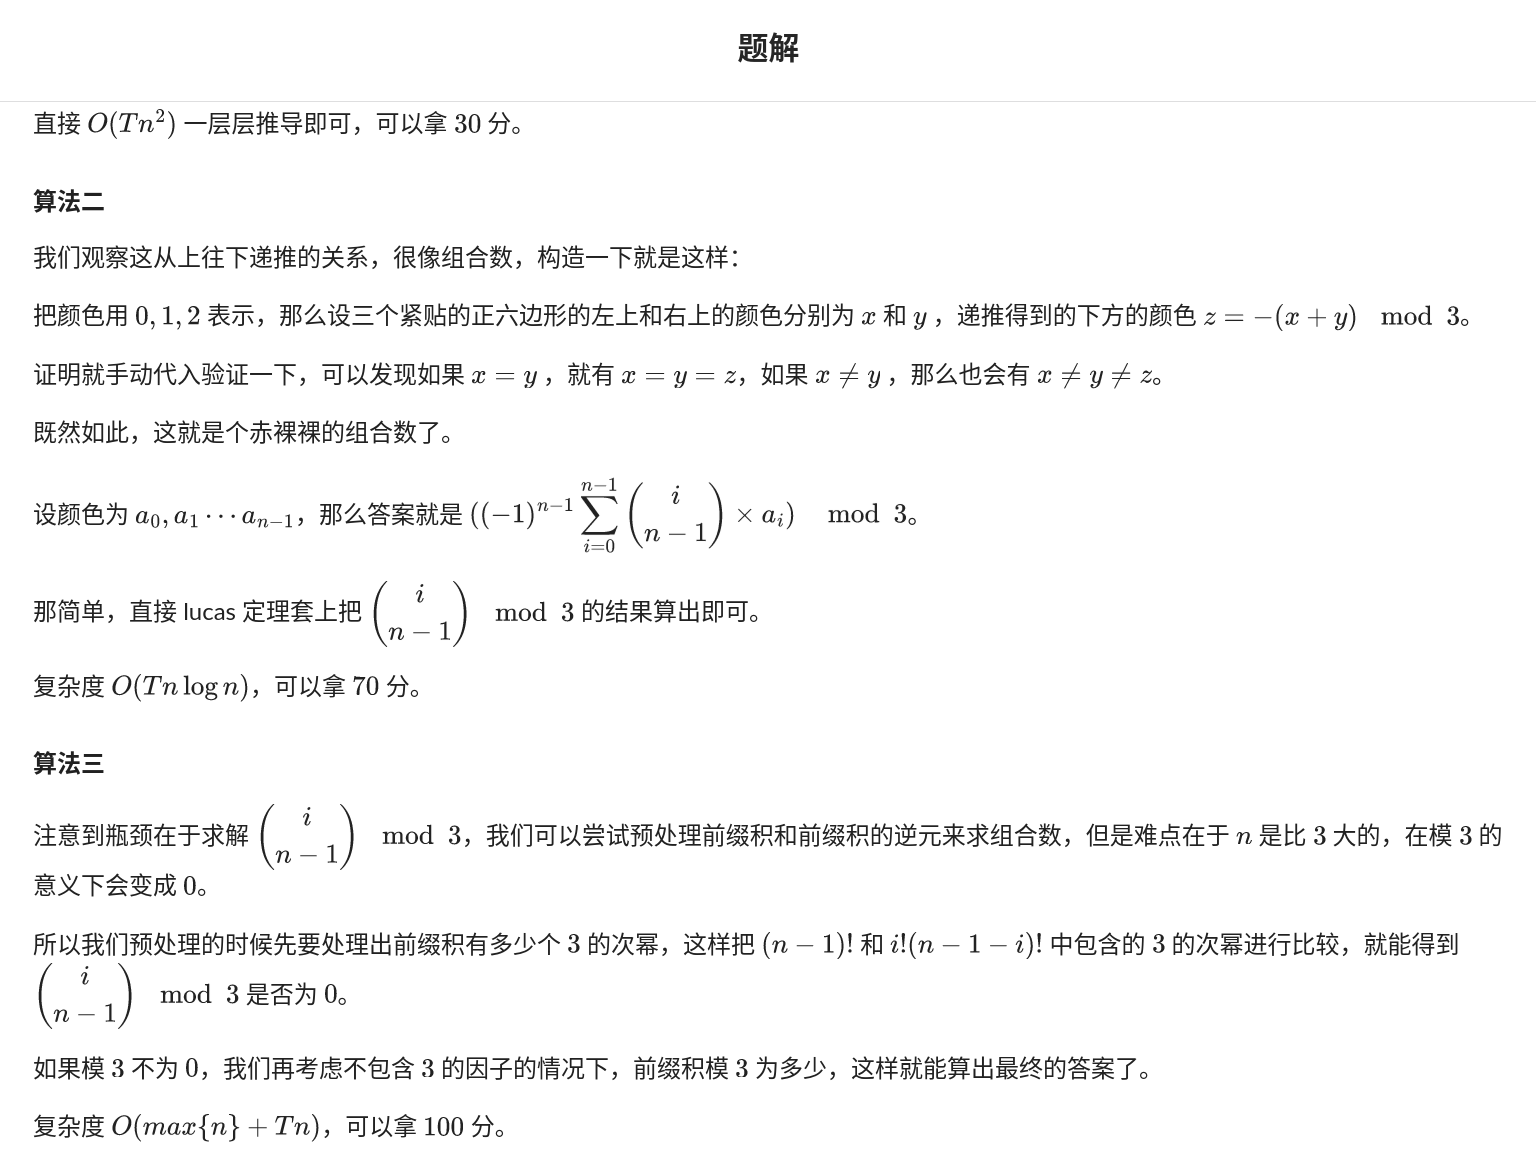 题解
直接 O(Tn²) 一层层推导即可，可以拿 30 分。
算法二
我们观察这从上往下递推的关系，很像组合数，构造一下就是这样：
把颜色用 0, 1, 2 表示，那么设三个紧贴的正六边形的左上和右上的颜色分别为 x 和 y ，递推得到的下方的颜色 z = −(x + y) mod 3。
证明就手动代入验证一下，可以发现如果 x = y ，就有 x = y = z，如果 x ≠ y ，那么也会有 x ≠ y ≠ z。
既然如此，这就是个赤裸裸的组合数了。
设颜色为 a₀, a₁ ⋯ aₙ₋₁，那么答案就是 ((−1)ⁿ⁻¹ ∑_{i=0}^{n−1} (i n−1) × aᵢ) mod 3。
那简单，直接 lucas 定理套上把 (i n−1) mod 3 的结果算出即可。
复杂度 O(Tn log n)，可以拿 70 分。
算法三
注意到瓶颈在于求解 (i n−1) mod 3，我们可以尝试预处理前缀积和前缀积的逆元来求组合数，但是难点在于 n 是比 3 大的，在模 3 的
意义下会变成 0。
所以我们预处理的时候先要处理出前缀积有多少个 3 的次幂，这样把 (n − 1)! 和 i!(n − 1 − i)! 中包含的 3 的次幂进行比较，就能得到
(i n−1) mod 3 是否为 0。
如果模 3 不为 0，我们再考虑不包含 3 的因子的情况下，前缀积模 3 为多少，这样就能算出最终的答案了。
复杂度 O(max{n} + Tn)，可以拿 100 分。